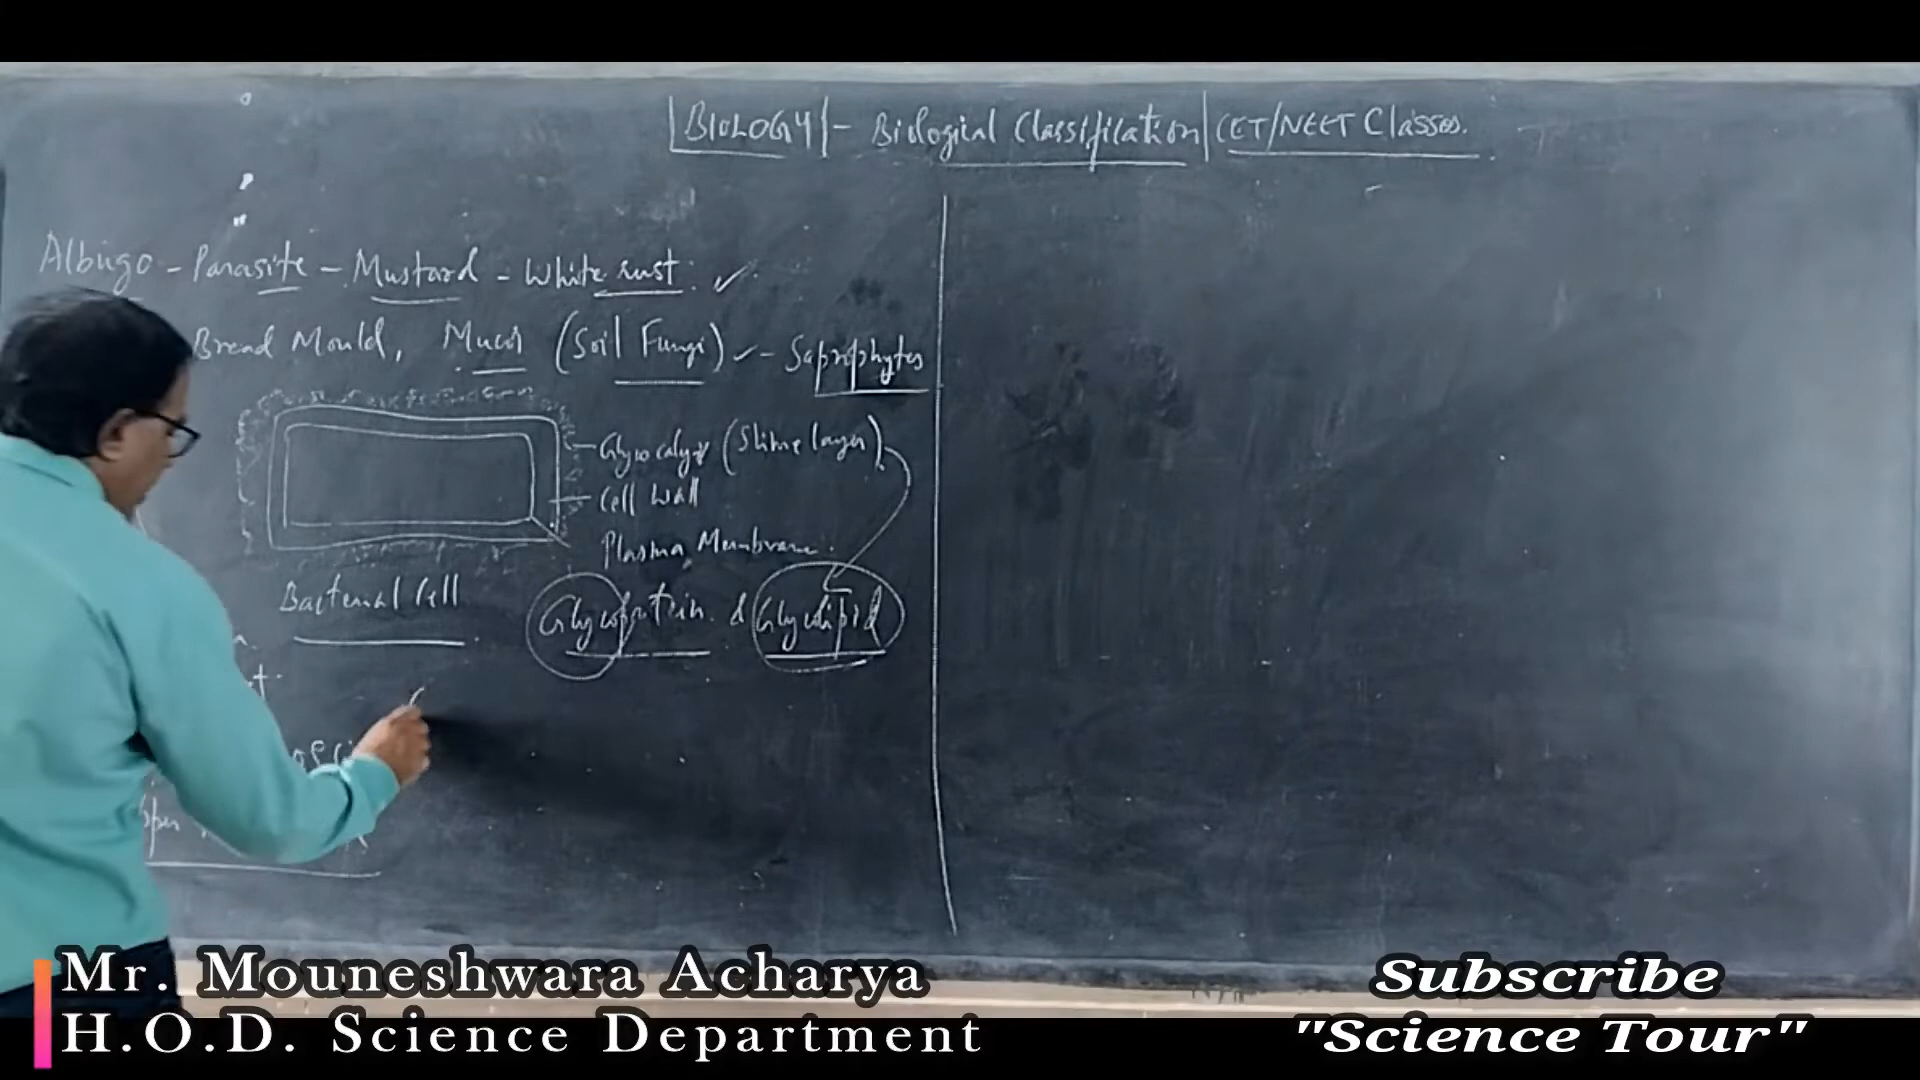 |BIOLOGY| - Biological Classification | CET/NEET Classes.
Albugo - Parasite - Mustard - White rust. ✓
Bread Mould, Mucor (Soil Fungi) ✓ - Saprophytes
Glycocalyx (Slime layer)
Cell Wall
Plasma Membrane.
Bacterial Cell
Glycoprotein. & Glycolipid
Mr. Mouneshwara Acharya
H.O.D. Science Department
Subscribe
"Science Tour"